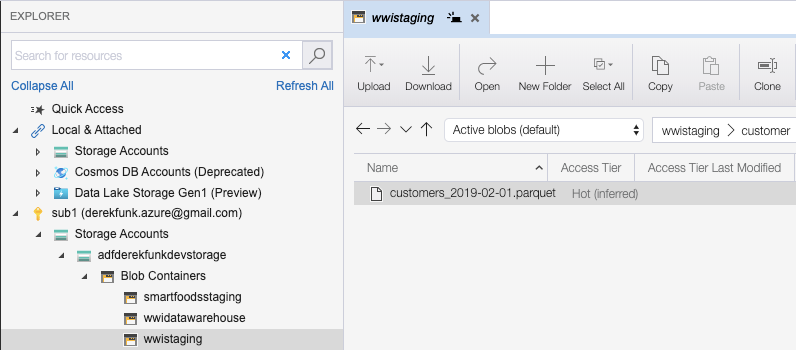 EXPLORER
Search for resources
Collapse All Refresh All
Quick Access
Local & Attached
Storage Accounts
Cosmos DB Accounts (Deprecated)
Data Lake Storage Gen1 (Preview)
sub1 (derekfunk.azure@gmail.com)
Storage Accounts
adfderekfunkdevstorage
Blob Containers
smartfoodsstaging
wwidatawarehouse
wwistaging
wwistaging
Upload Download Open New Folder Select All Copy Paste Clone
Active blobs (default) wwistaging customer
Name Access Tier Access Tier Last Modified
customers_2019-02-01.parquet Hot (inferred)